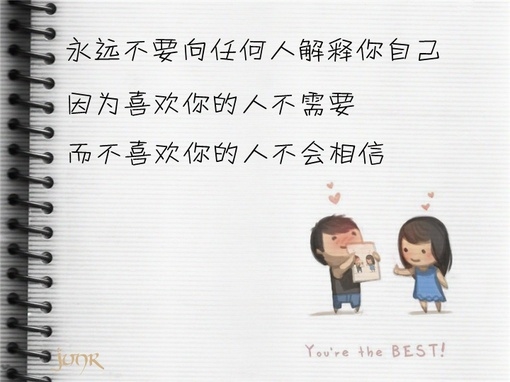 永远不要向任何人解释你自己
因为喜欢你的人不需要
而不喜欢你的人不会相信
You're the BEST!
JUNR